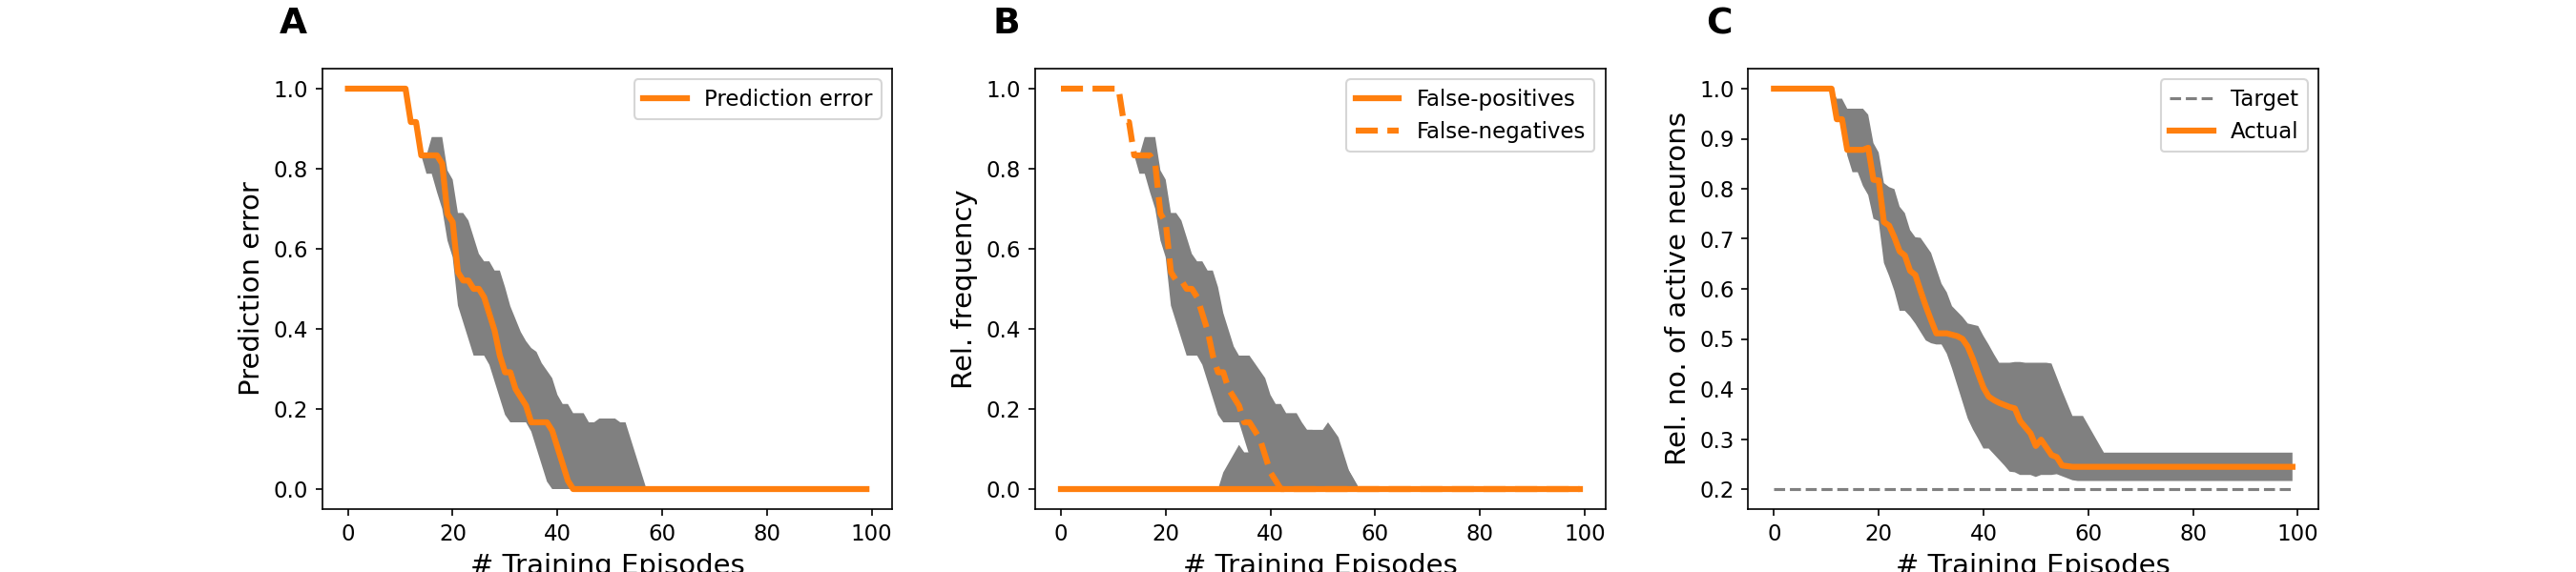 A
Prediction error
1.0
0.8
0.6
0.4
0.2
0.0
Prediction error
0
20
40
60
80
100
# Training Episodes
B
False-positives
False-negatives
1.0
0.8
0.6
0.4
0.2
0.0
Rel. frequency
0
20
40
60
80
100
# Training Episodes
C
Target
Actual
1.0
0.9
0.8
0.7
0.6
0.5
0.4
0.3
0.2
Rel. no. of active neurons
0
20
40
60
80
100
# Training Episodes